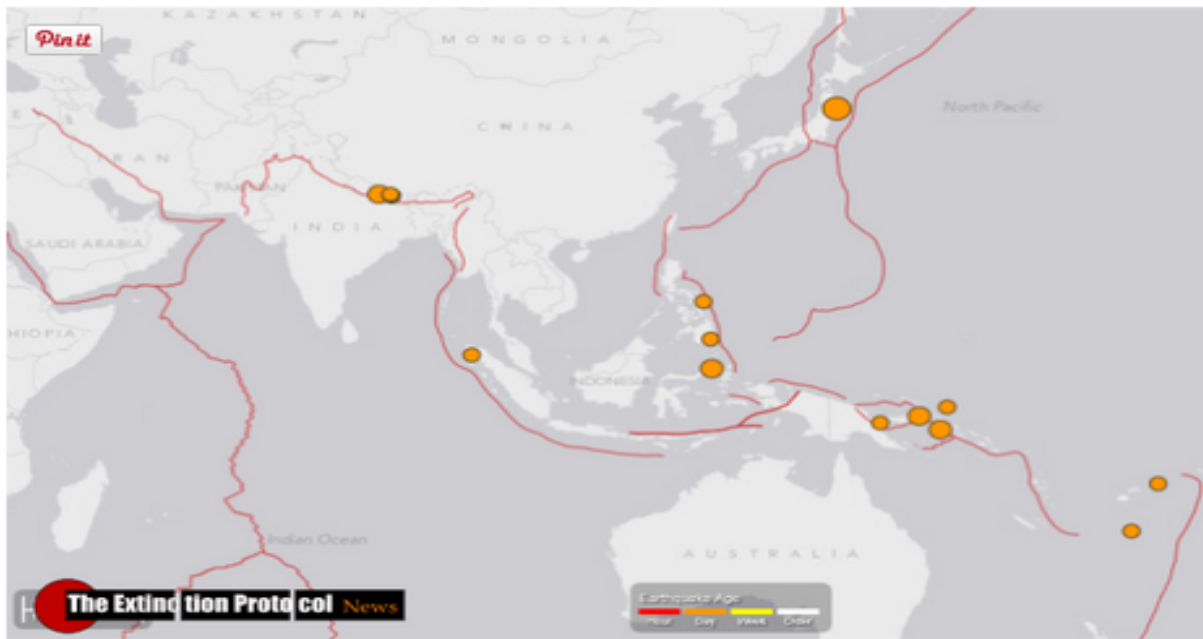 KAZAKHSTAN
Pin it
MONGOLIA
North Pacific
CHINA
IRAN
PAKISTAN
INDIA
SAUDI ARABIA
HIOPIA
INDONESIA
Indian Ocean
AUSTRALIA
The Extinction Protocol News
Earthquake Age
Hour Day Week Older